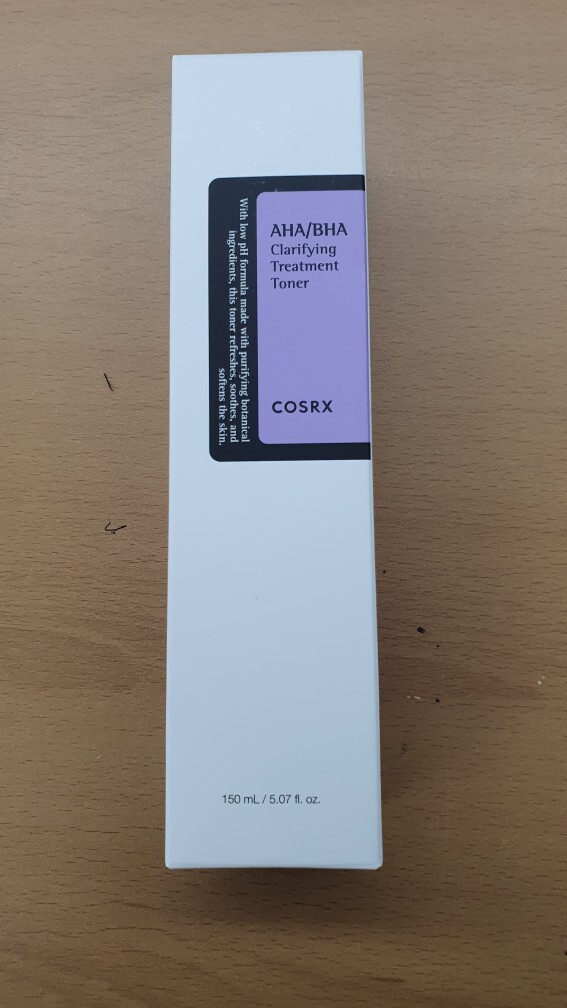 AHA/BHA
Clarifying
Treatment
Toner
COSRX
With low pH formula made with purifying botanical
ingredients, this toner refreshes, soothes, and
softens the skin.
150 mL / 5.07 fl. oz.